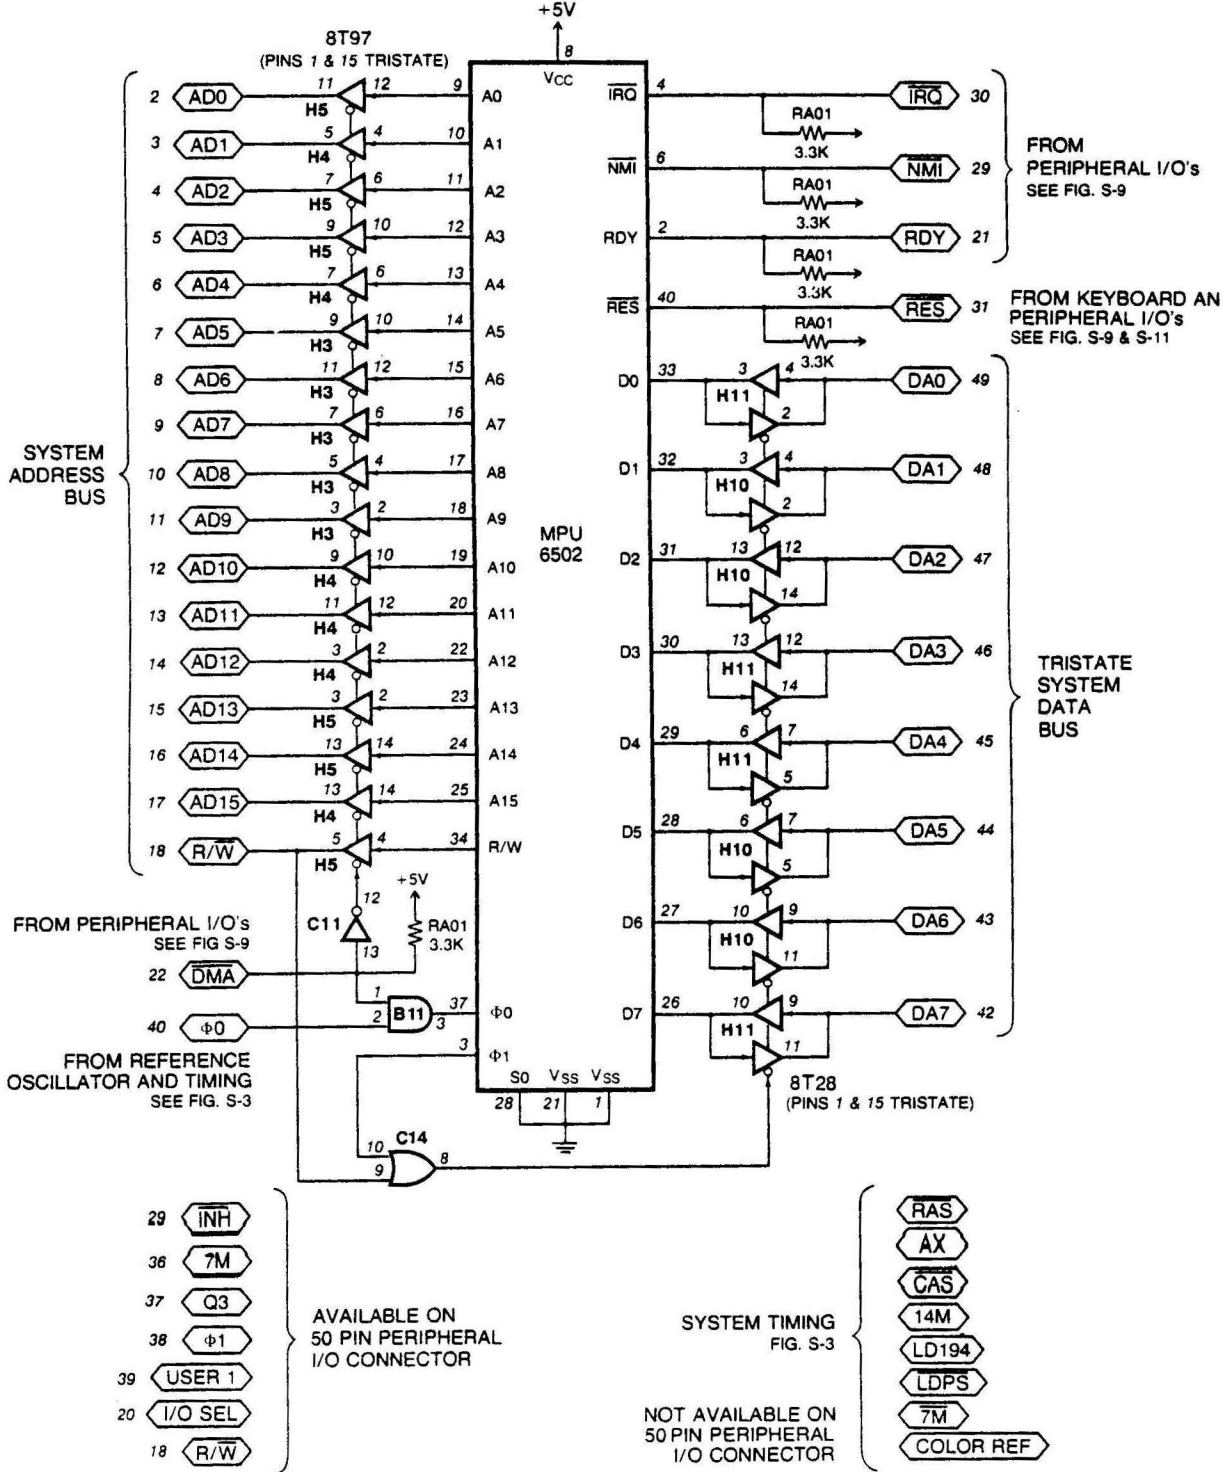 +5V
8
8T97
(PINS 1 & 15 TRISTATE)
VCC
2 AD0 11 H5 12 9 A0
3 AD1 5 H4 4 10 A1
4 AD2 7 H5 6 11 A2
5 AD3 9 H5 10 12 A3
6 AD4 7 H4 6 13 A4
7 AD5 9 H3 10 14 A5
8 AD6 11 H3 12 15 A6
9 AD7 7 H3 6 16 A7
10 AD8 5 H3 4 17 A8
11 AD9 3 H3 2 18 A9
12 AD10 9 H4 10 19 A10
13 AD11 11 H4 12 20 A11
14 AD12 3 H4 2 22 A12
15 AD13 3 H5 2 23 A13
16 AD14 13 H5 14 24 A14
17 AD15 13 H4 14 25 A15
18 R/W 5 H5 4 34 R/W
SYSTEM
ADDRESS
BUS
MPU
6502
IRQ 4 IRQ 30
RA01
3.3K
NMI 6 NMI 29
RA01
3.3K
RDY 2 RDY 21
RA01
3.3K
RES 40 RES 31
RA01
3.3K
FROM
PERIPHERAL I/O's
SEE FIG. S-9
FROM KEYBOARD AN
PERIPHERAL I/O's
SEE FIG. S-9 & S-11
D0 33 3 H11 4 2 DA0 49
D1 32 3 H10 4 2 DA1 48
D2 31 13 H10 12 14 DA2 47
D3 30 13 H11 12 14 DA3 46
D4 29 6 H11 7 5 DA4 45
D5 28 6 H10 7 5 DA5 44
D6 27 10 H10 9 11 DA6 43
D7 26 10 H11 9 11 DA7 42
TRISTATE
SYSTEM
DATA
BUS
8T28
(PINS 1 & 15 TRISTATE)
12
C11
13
+5V
RA01
3.3K
FROM PERIPHERAL I/O's
SEE FIG S-9
22 DMA
1
2 B11 3 37 Φ0
40 Φ0
3 Φ1
FROM REFERENCE
OSCILLATOR AND TIMING
SEE FIG. S-3
S0 VSS VSS
28 21 1
C14
10
9
8
29 INH
36 7M
37 Q3
38 Φ1
39 USER 1
20 I/O SEL
18 R/W
AVAILABLE ON
50 PIN PERIPHERAL
I/O CONNECTOR
SYSTEM TIMING
FIG. S-3
NOT AVAILABLE ON
50 PIN PERIPHERAL
I/O CONNECTOR
RAS
AX
CAS
14M
LD194
LDPS
7M
COLOR REF